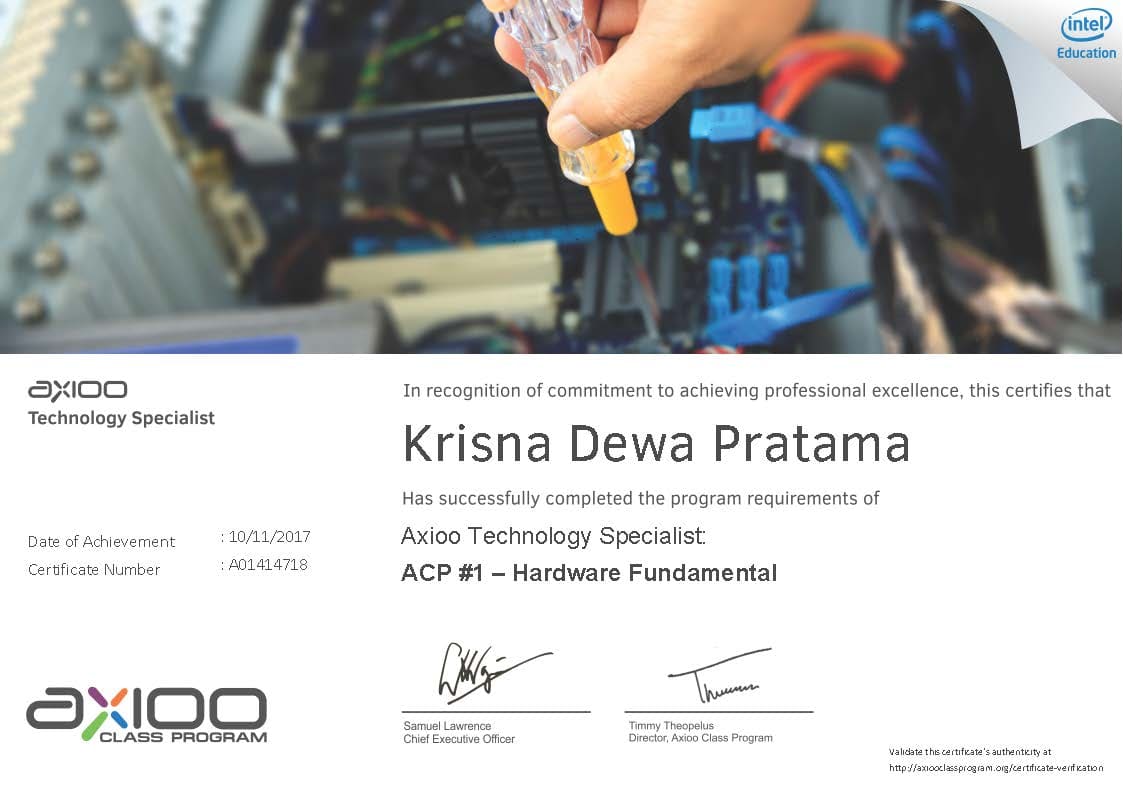 intel
Education
axioo
Technology Specialist
In recognition of commitment to achieving professional excellence, this certifies that
Krisna Dewa Pratama
Has successfully completed the program requirements of
Date of Achievement : 10/11/2017
Certificate Number : A01414718
Axioo Technology Specialist:
ACP #1 – Hardware Fundamental
axioo
CLASS PROGRAM
Samuel Lawrence
Chief Executive Officer
Timmy Theopelus
Director, Axioo Class Program
Validate this certificate's authenticity at
http://axiooclassprogram.org/certificate-verification